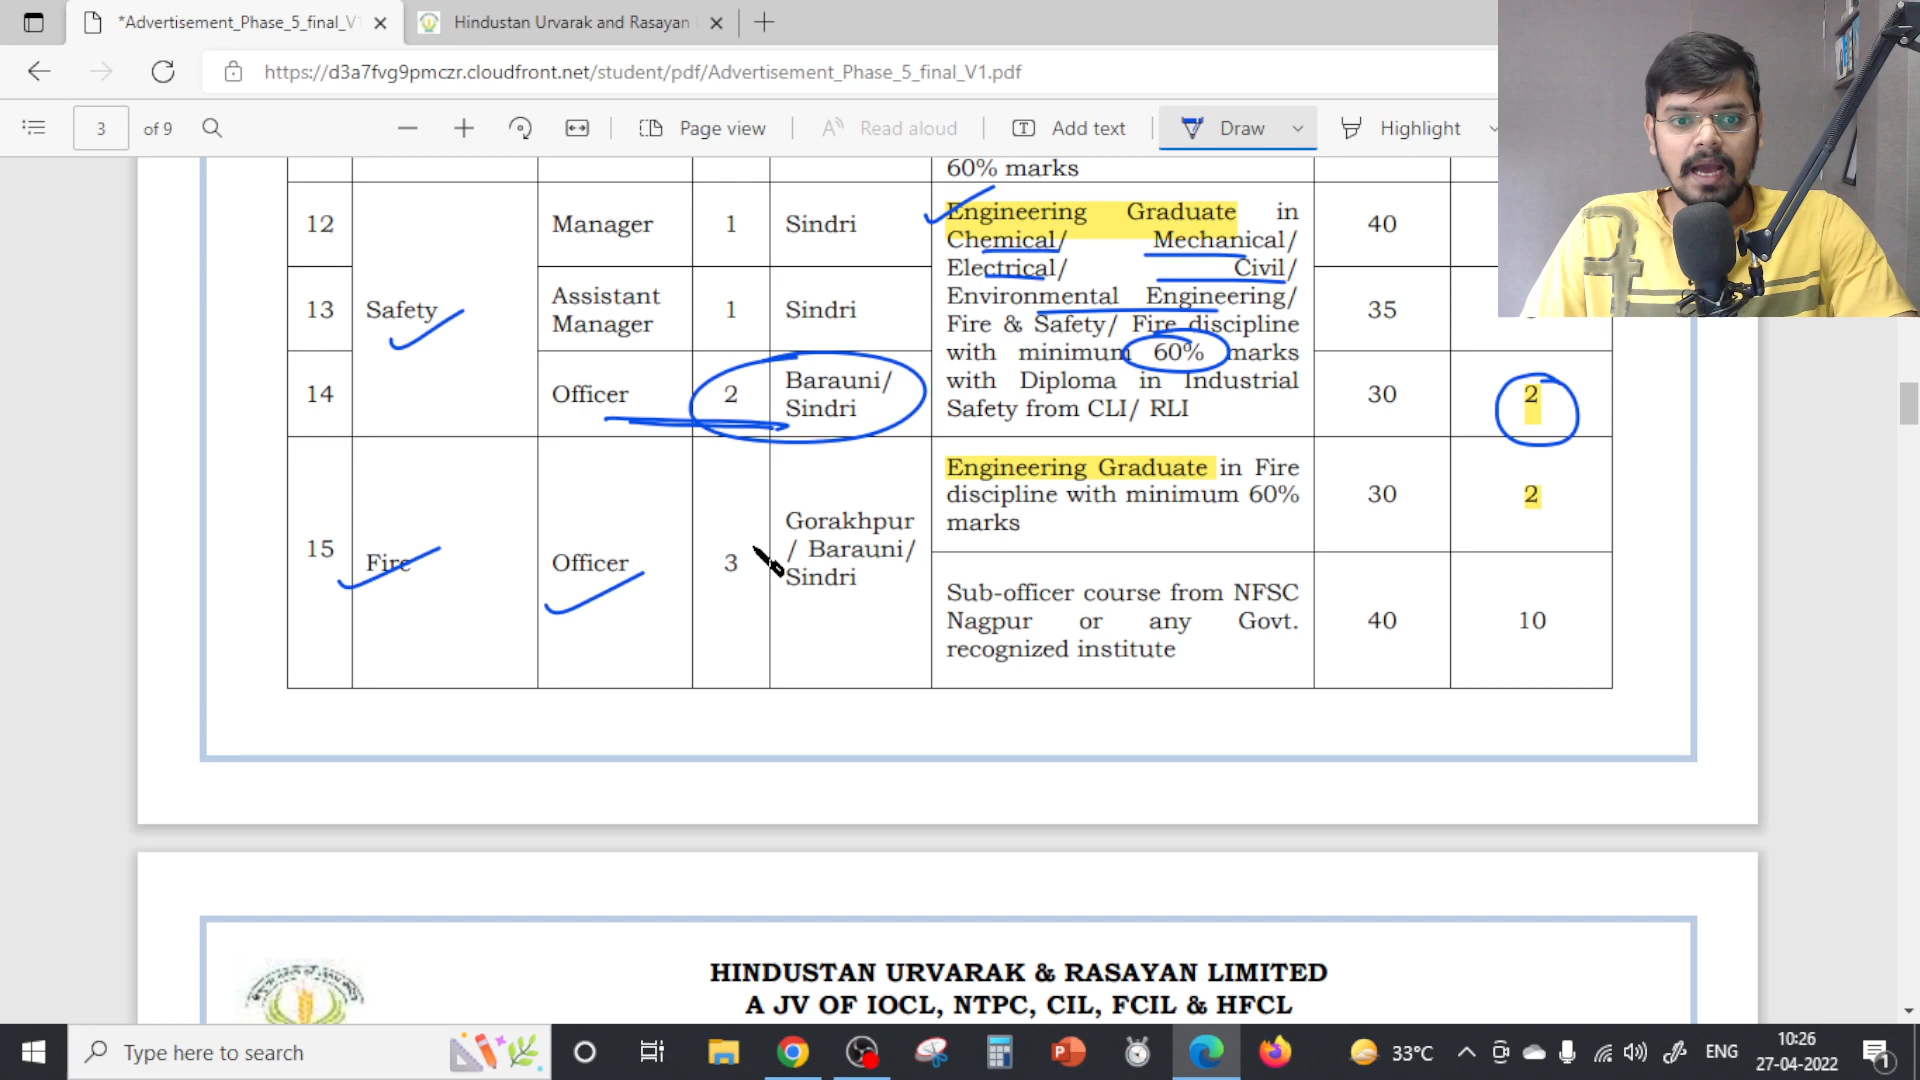 *Advertisement_Phase_5_final_V1
Hindustan Urvarak and Rasayan
https://d3a7fvg9pmczr.cloudfront.net/student/pdf/Advertisement_Phase_5_final_V1.pdf
3 of 9
Page view
Read aloud
Add text
Draw
Highlight
60% marks
12
Manager
1
Sindri
Engineering Graduate in
Chemical/ Mechanical/
Electrical/ Civil/
Environmental Engineering/
Fire & Safety/ Fire discipline
with minimum 60% marks
with Diploma in Industrial
Safety from CLI/ RLI
40
13
Safety
Assistant
Manager
1
Sindri
35
14
Officer
2
Barauni/
Sindri
30
2
15
Fire
Officer
3
Gorakhpur
/ Barauni/
Sindri
Engineering Graduate in Fire
discipline with minimum 60%
marks
30
2
Sub-officer course from NFSC
Nagpur or any Govt.
recognized institute
40
10
HINDUSTAN URVARAK & RASAYAN LIMITED
A JV OF IOCL, NTPC, CIL, FCIL & HFCL
Type here to search
33°C
ENG
10:26
27-04-2022
1